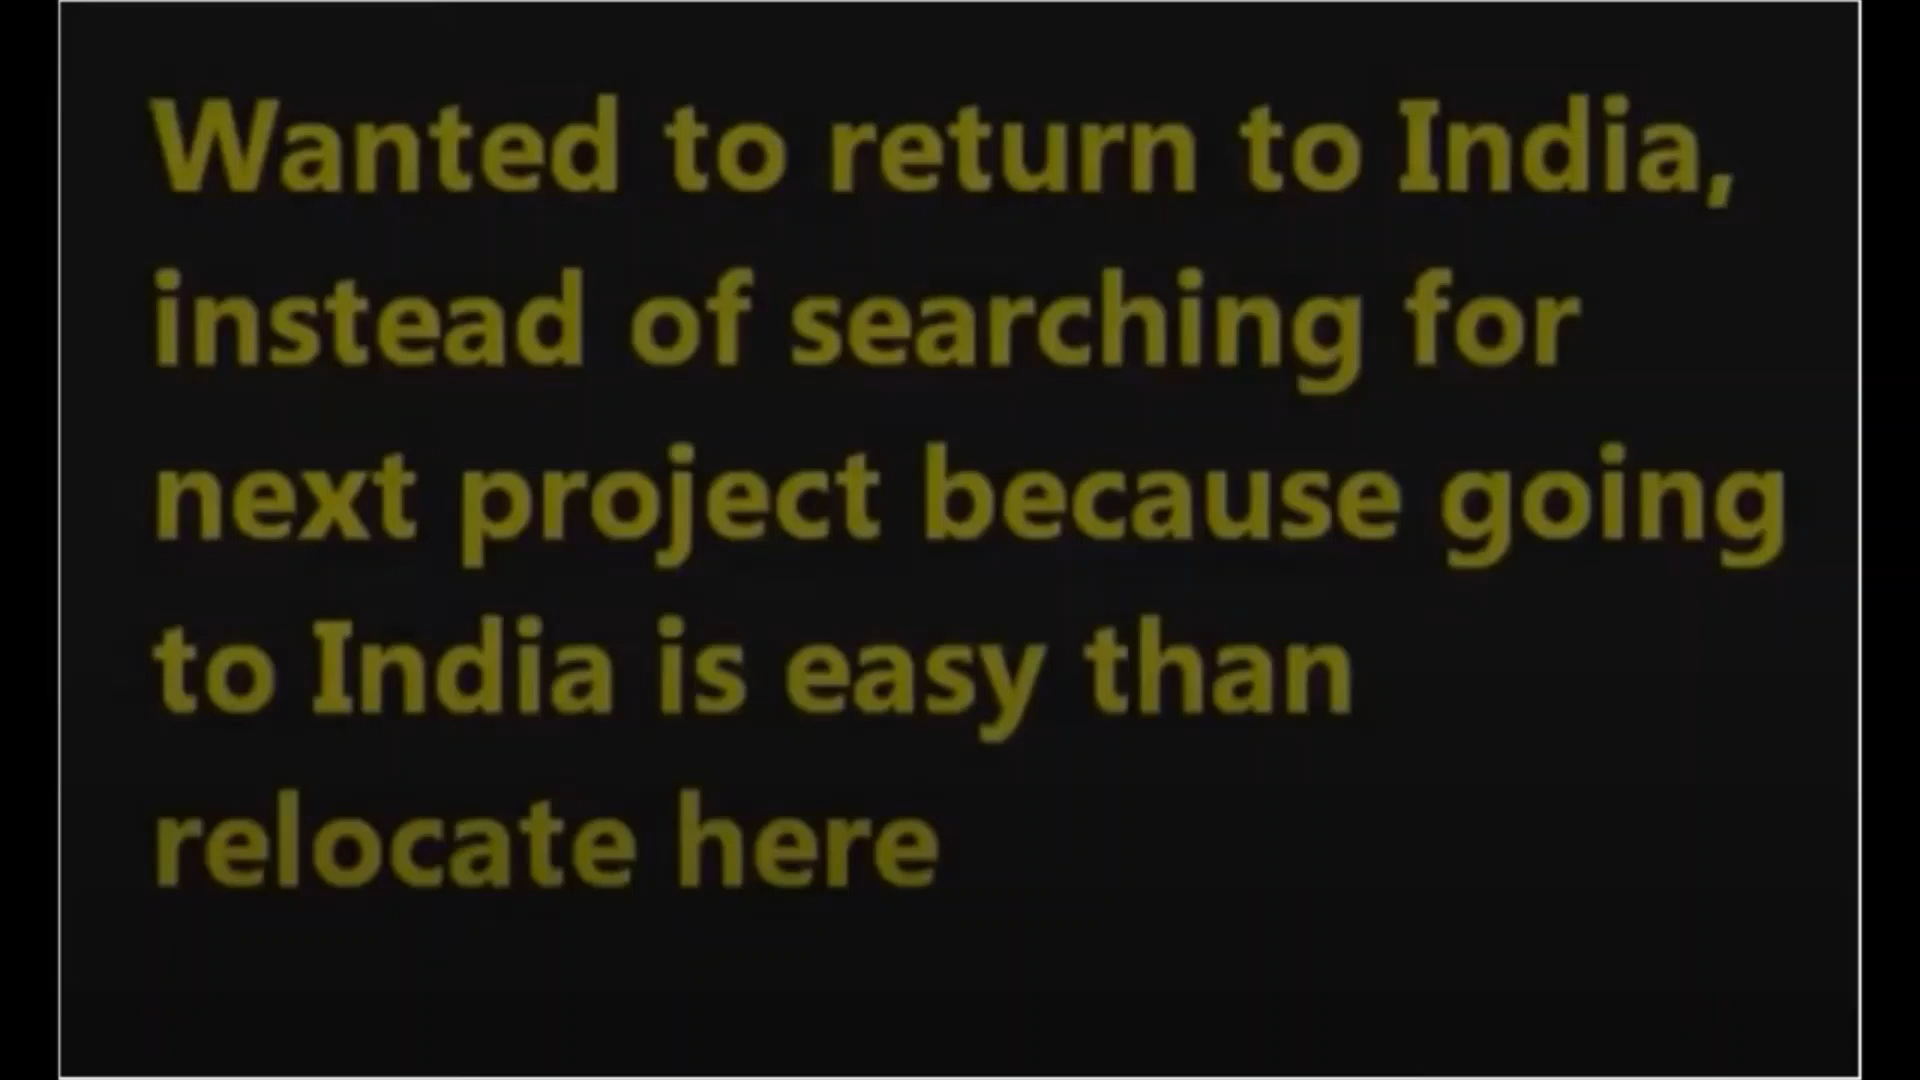 Wanted to return to India,
instead of searching for
next project because going
to India is easy than
relocate here